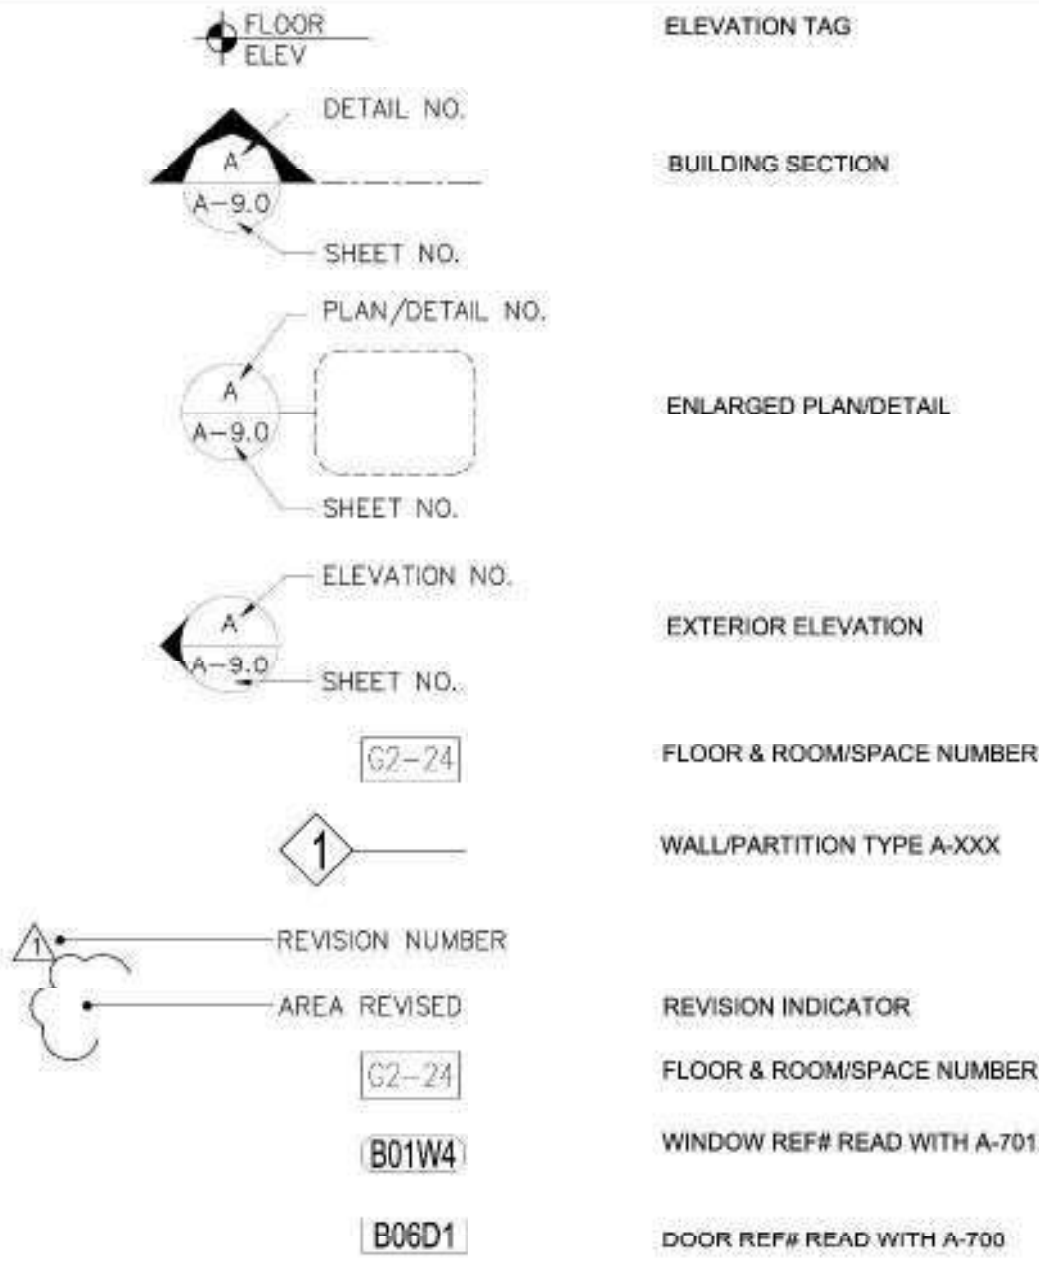 FLOOR
ELEV
ELEVATION TAG
DETAIL NO.
A
A-9.0
SHEET NO.
BUILDING SECTION
PLAN/DETAIL NO.
A
A-9.0
SHEET NO.
ENLARGED PLAN/DETAIL
ELEVATION NO.
A
A-9.0
SHEET NO.
EXTERIOR ELEVATION
G2-24
FLOOR & ROOM/SPACE NUMBER
1
WALL/PARTITION TYPE A-XXX
1
REVISION NUMBER
AREA REVISED
REVISION INDICATOR
G2-24
FLOOR & ROOM/SPACE NUMBER
B01W4
WINDOW REF# READ WITH A-701
B06D1
DOOR REF# READ WITH A-700